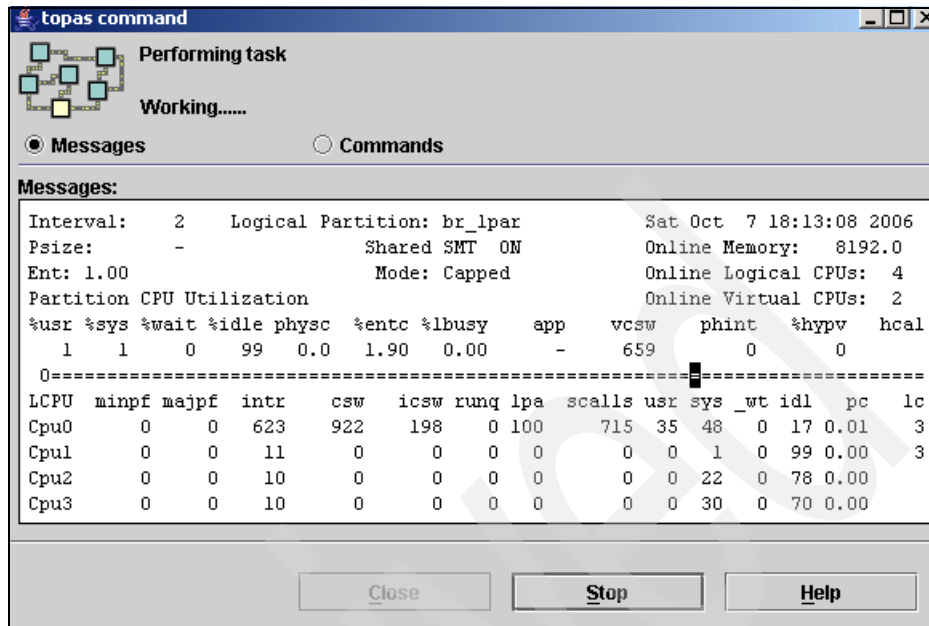 topas command
Performing task
Working......
Messages Commands
Messages:
Interval: 2 Logical Partition: br_lpar Sat Oct 7 18:13:08 2006
Psize: - Shared SMT ON Online Memory: 8192.0
Ent: 1.00 Mode: Capped Online Logical CPUs: 4
Partition CPU Utilization Online Virtual CPUs: 2
%usr %sys %wait %idle physc %entc %lbusy app vcsw phint %hypv hcal
1 1 0 99 0.0 1.90 0.00 - 659 0 0
0==============================================================================
LCPU minpf majpf intr csw icsw runq lpa scalls usr sys _wt idl pc lc
Cpu0 0 0 623 922 198 0 100 715 35 48 0 17 0.01 3
Cpu1 0 0 11 0 0 0 0 0 0 1 0 99 0.00 3
Cpu2 0 0 10 0 0 0 0 0 0 22 0 78 0.00
Cpu3 0 0 10 0 0 0 0 0 0 30 0 70 0.00
Close Stop Help